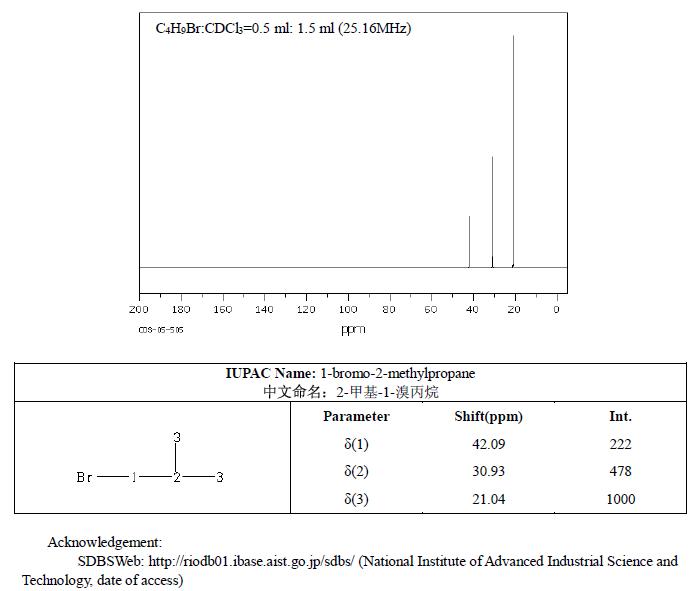 C₄H₉Br:CDCl₃=0.5 ml: 1.5 ml (25.16MHz)
200 180 160 140 120 100 80 60 40 20 0
CDS-05-505
ppm
IUPAC Name: 1-bromo-2-methylpropane
中文命名：2-甲基-1-溴丙烷
Parameter Shift(ppm) Int.
δ(1) 42.09 222
δ(2) 30.93 478
δ(3) 21.04 1000
3
Br 1 2 3
Acknowledgement:
SDBSWeb: http://riodb01.ibase.aist.go.jp/sdbs/ (National Institute of Advanced Industrial Science and
Technology, date of access)